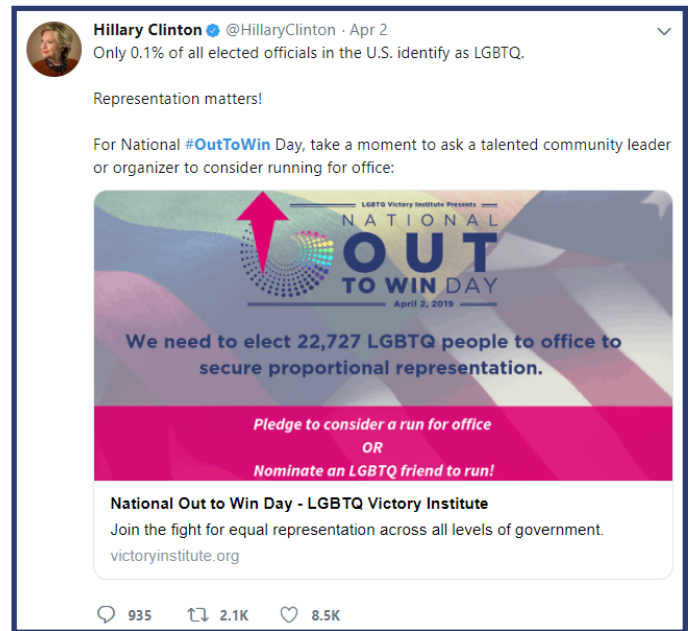 Hillary Clinton @HillaryClinton · Apr 2
Only 0.1% of all elected officials in the U.S. identify as LGBTQ.
Representation matters!
For National #OutToWin Day, take a moment to ask a talented community leader
or organizer to consider running for office:
LGBTQ Victory Institute Presents
NATIONAL
OUT
TO WIN DAY
April 2, 2019
We need to elect 22,727 LGBTQ people to office to
secure proportional representation.
Pledge to consider a run for office
OR
Nominate an LGBTQ friend to run!
National Out to Win Day - LGBTQ Victory Institute
Join the fight for equal representation across all levels of government.
victoryinstitute.org
935 2.1K 8.5K